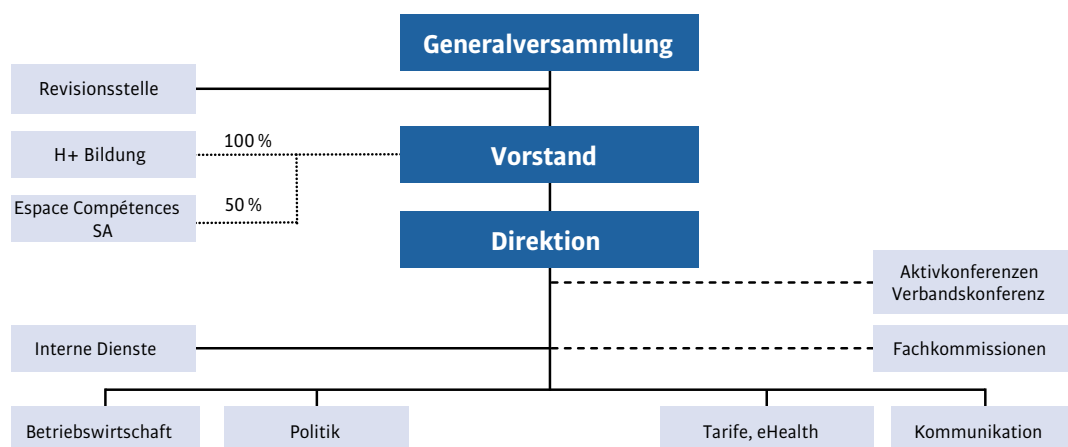 Generalversammlung
Revisionsstelle
H+ Bildung
100 %
Vorstand
Espace Compétences
SA
50 %
Direktion
Aktivkonferenzen
Verbandskonferenz
Interne Dienste
Fachkommissionen
Betriebswirtschaft
Politik
Tarife, eHealth
Kommunikation